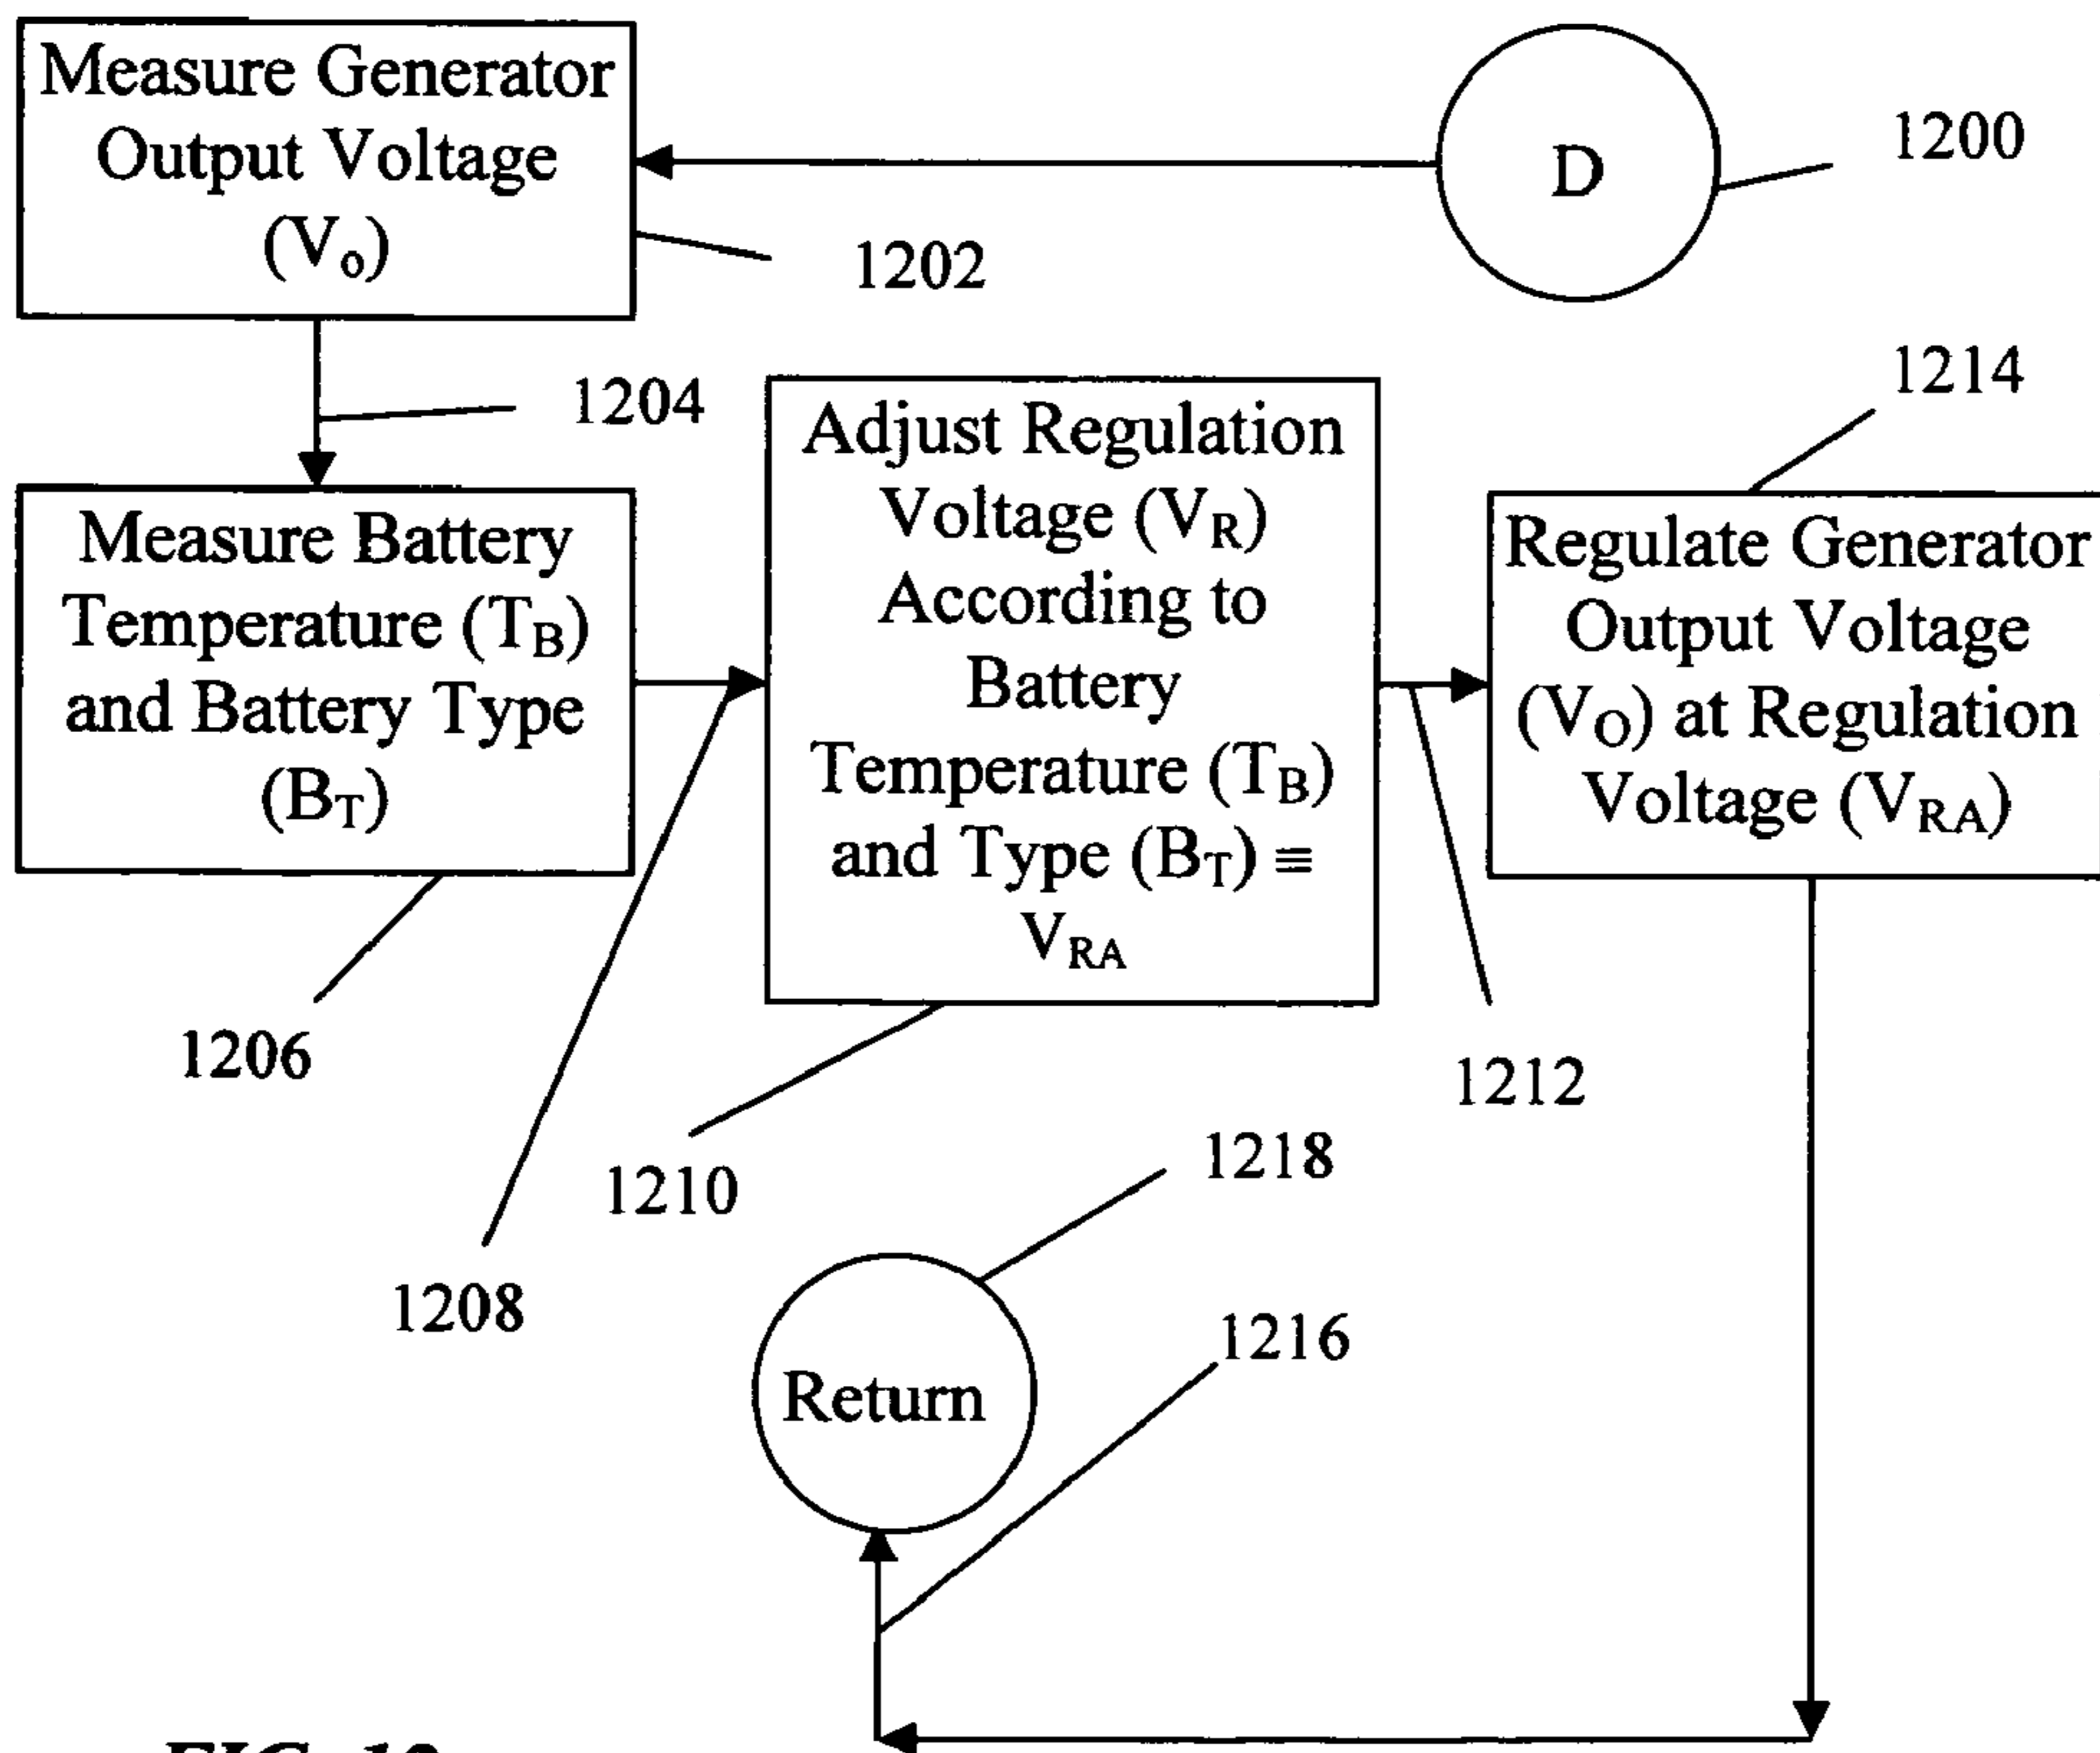 Measure Generator
Output Voltage
(Vo)
D
1200
1202
1204
1214
Measure Battery
Temperature (TB)
and Battery Type
(BT)
Adjust Regulation
Voltage (VR)
According to
Battery
Temperature (TB)
and Type (BT) ≡
VRA
Regulate Generator
Output Voltage
(VO) at Regulation
Voltage (VRA)
1206
1212
1210
1218
1208
1216
Return